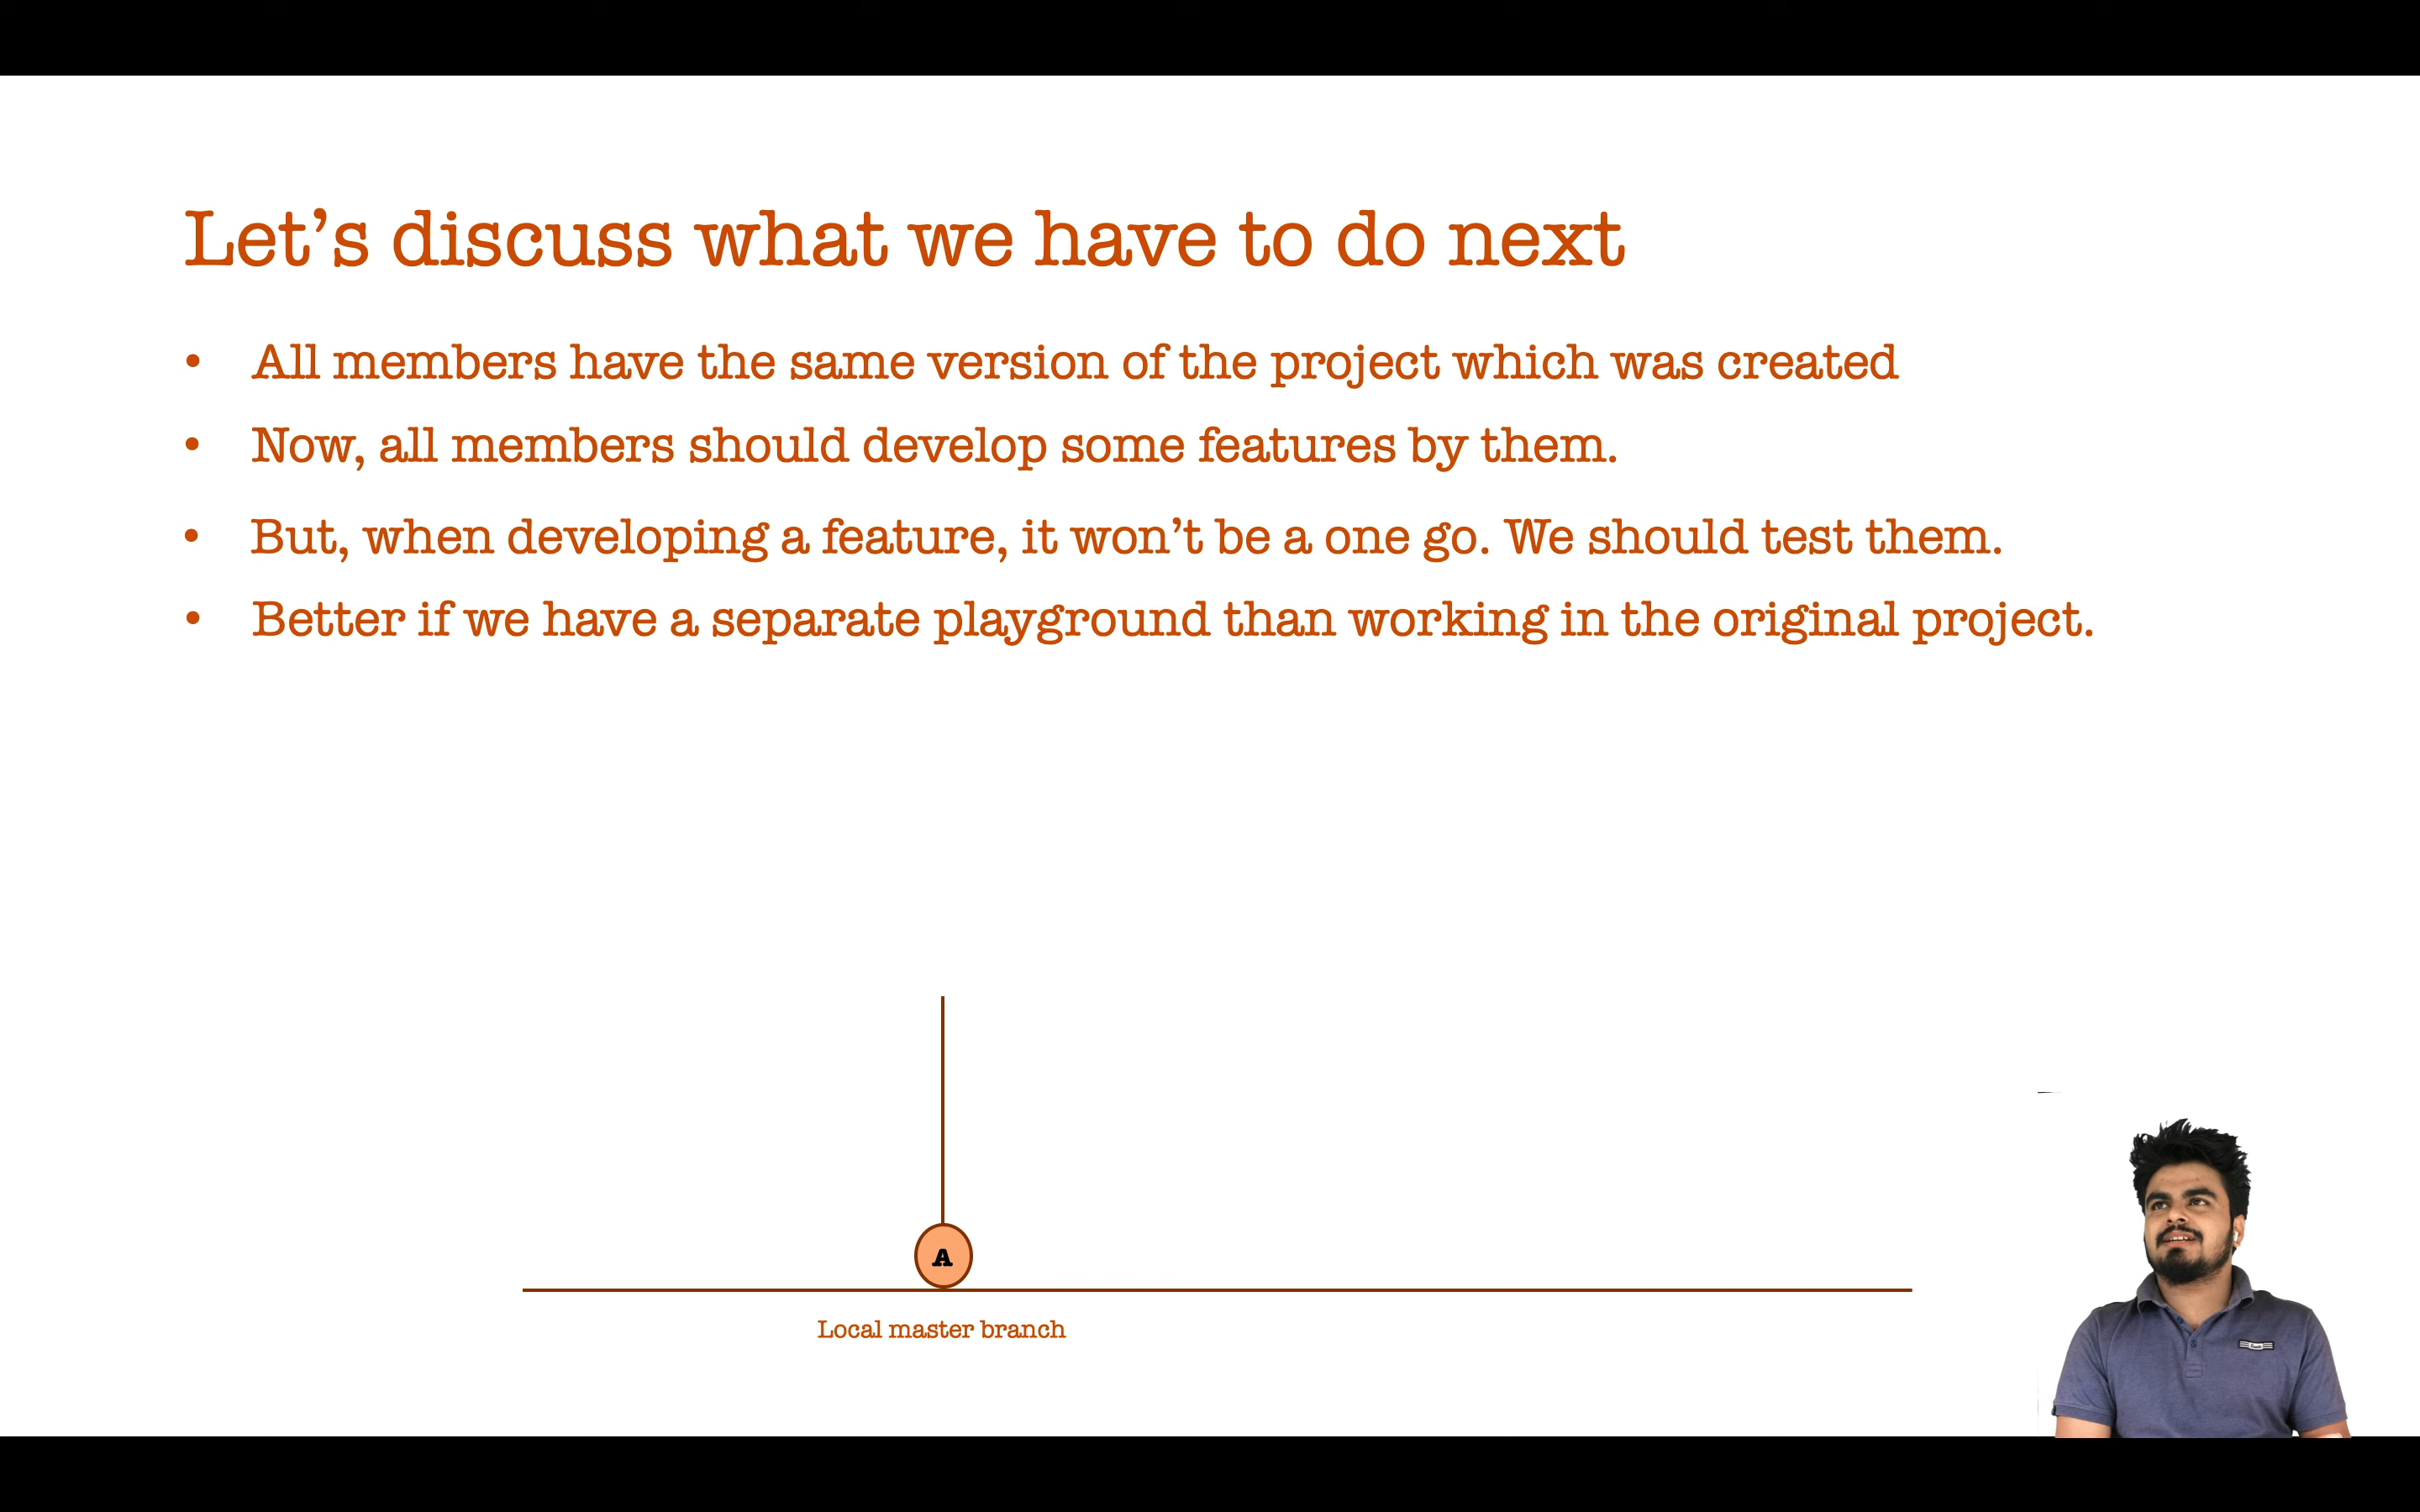 Let’s discuss what we have to do next
• All members have the same version of the project which was created
• Now, all members should develop some features by them.
• But, when developing a feature, it won’t be a one go. We should test them.
• Better if we have a separate playground than working in the original project.
A
Local master branch